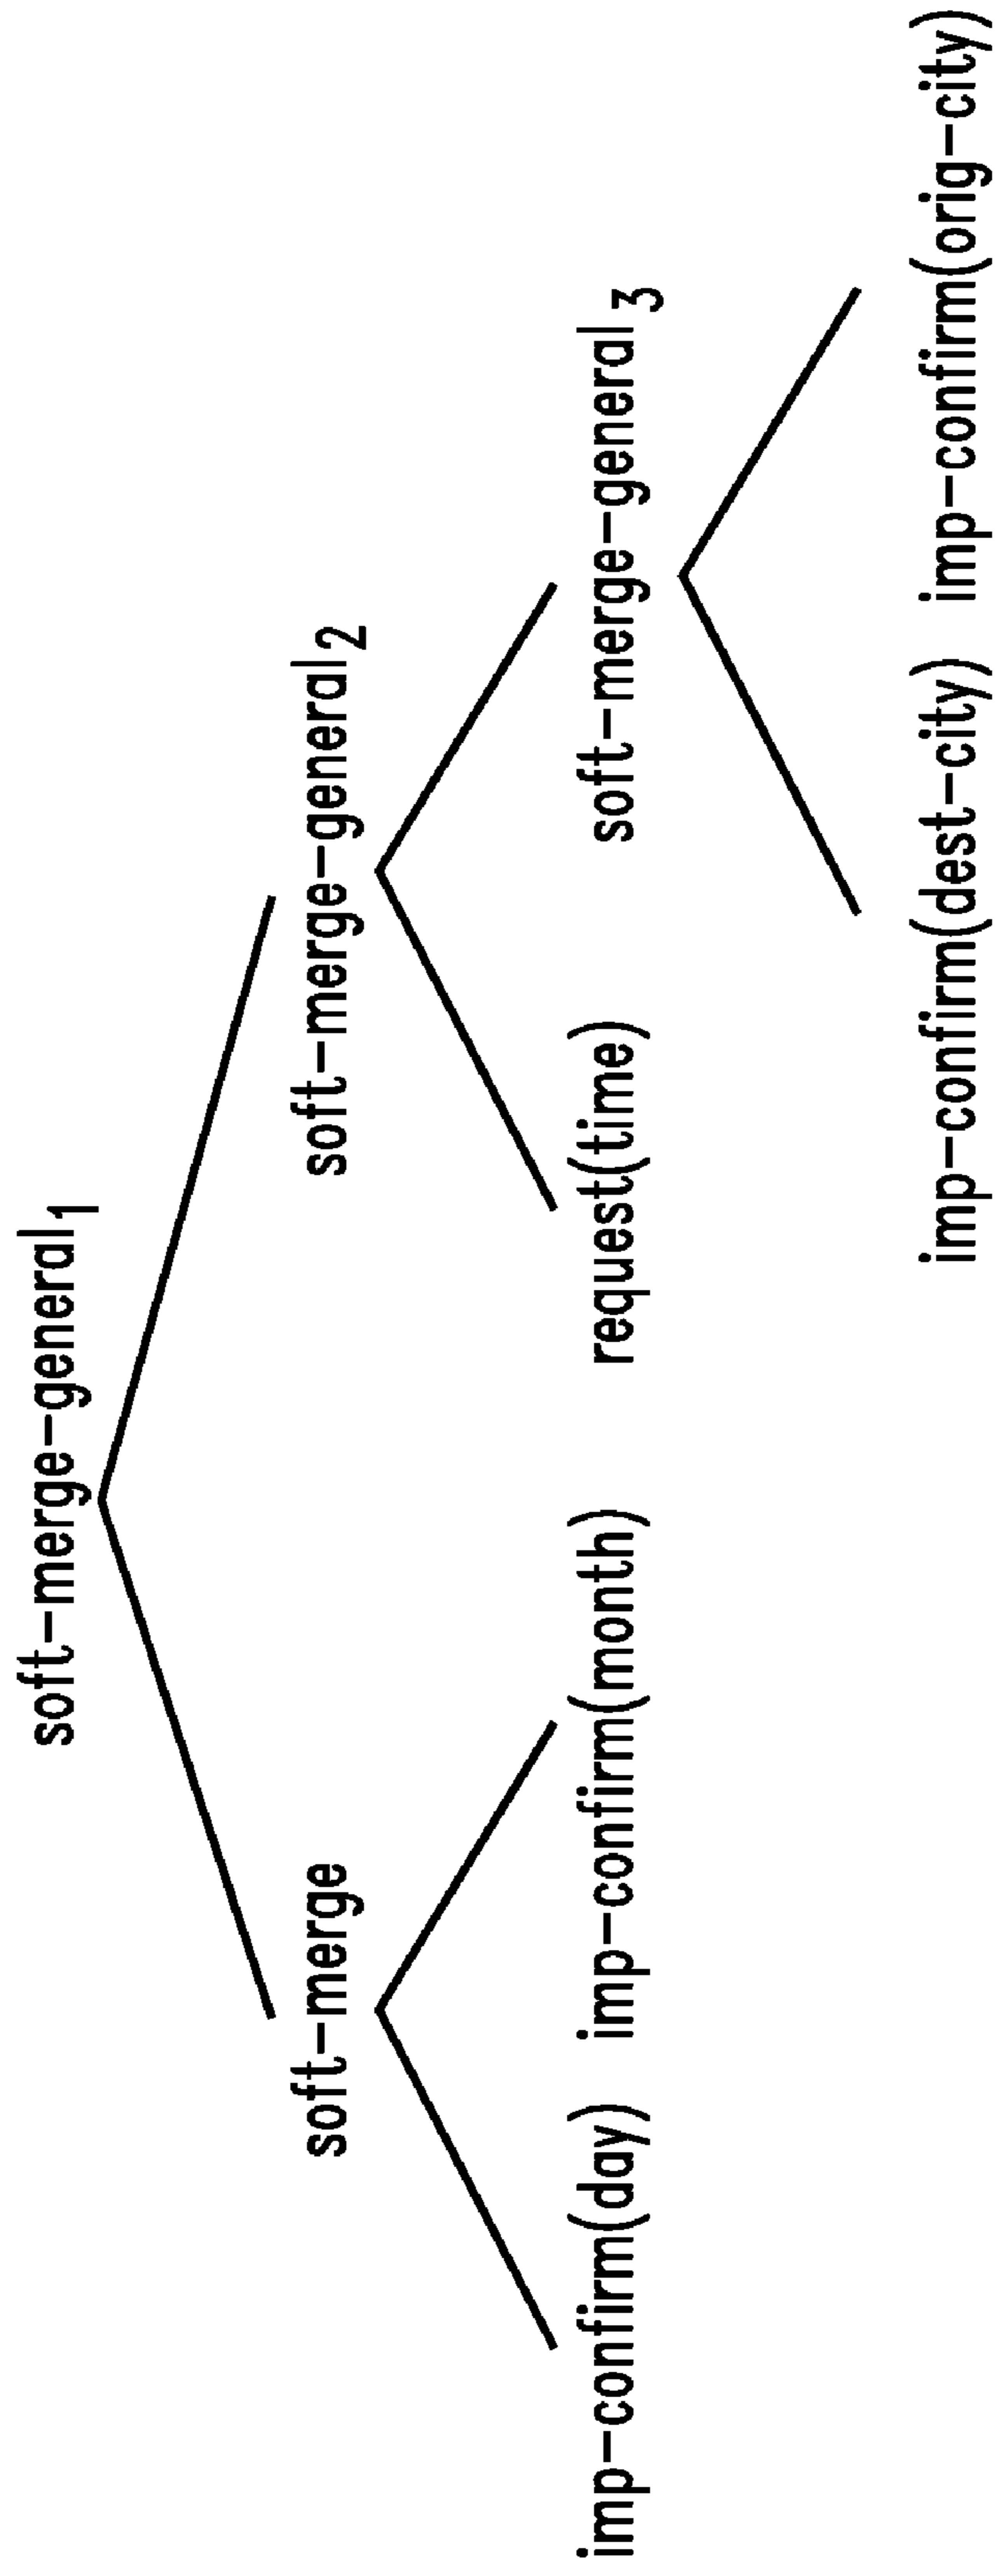 soft-merge-general1
soft-merge soft-merge-general2
imp-confirm(day) imp-confirm(month) request(time) soft-merge-general3
imp-confirm(dest-city) imp-confirm(orig-city)